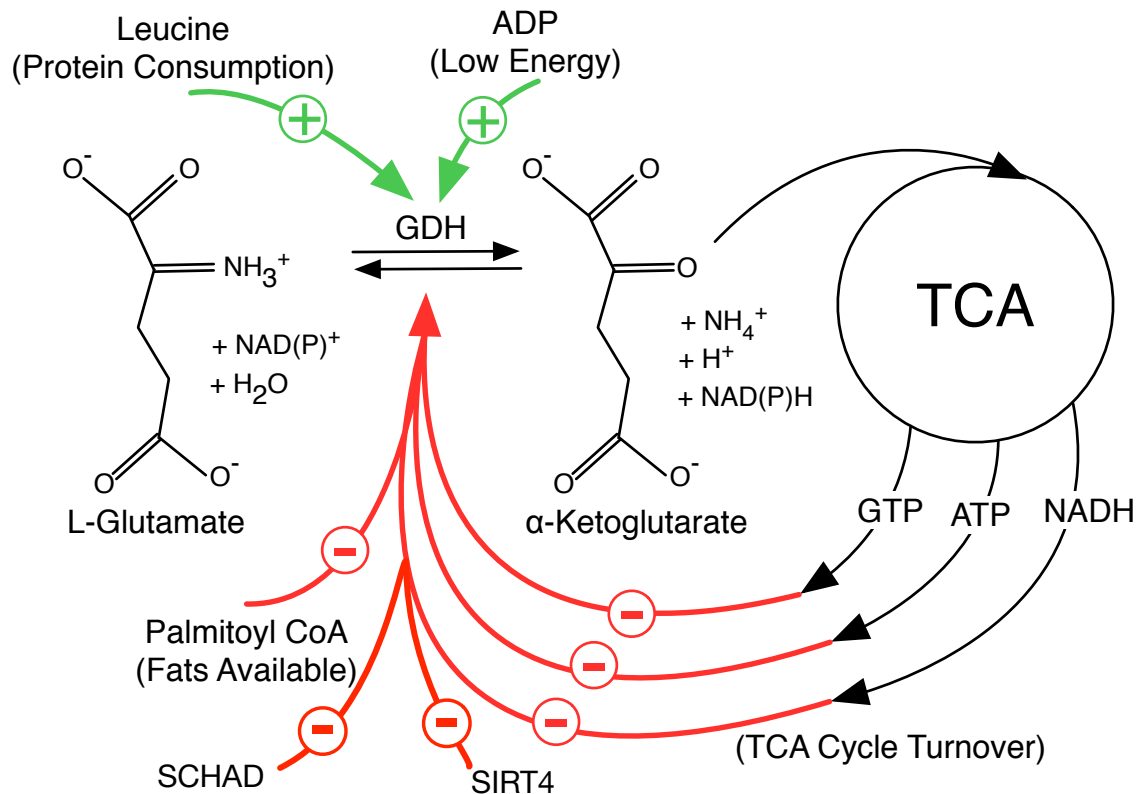 Leucine
(Protein Consumption)
ADP
(Low Energy)
+
+
O⁻
O
GDH
O⁻
O
NH₃⁺
O
TCA
+ NAD(P)⁺
+ H₂O
+ NH₄⁺
+ H⁺
+ NAD(P)H
O
O⁻
O
O⁻
L-Glutamate
α-Ketoglutarate
GTP
ATP
NADH
-
-
-
-
-
-
Palmitoyl CoA
(Fats Available)
SCHAD
SIRT4
(TCA Cycle Turnover)